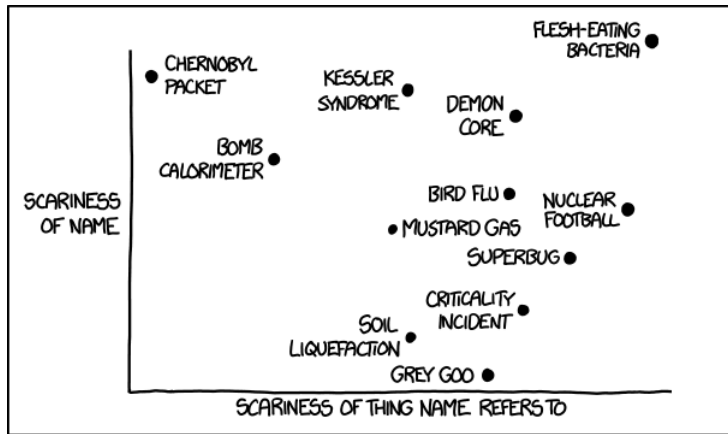 FLESH-EATING
BACTERIA
CHERNOBYL
PACKET
KESSLER
SYNDROME
DEMON
CORE
BOMB
CALORIMETER
SCARINESS
OF NAME
BIRD FLU
NUCLEAR
FOOTBALL
MUSTARD GAS
SUPERBUG
CRITICALITY
INCIDENT
SOIL
LIQUEFACTION
GREY GOO
SCARINESS OF THING NAME REFERS TO